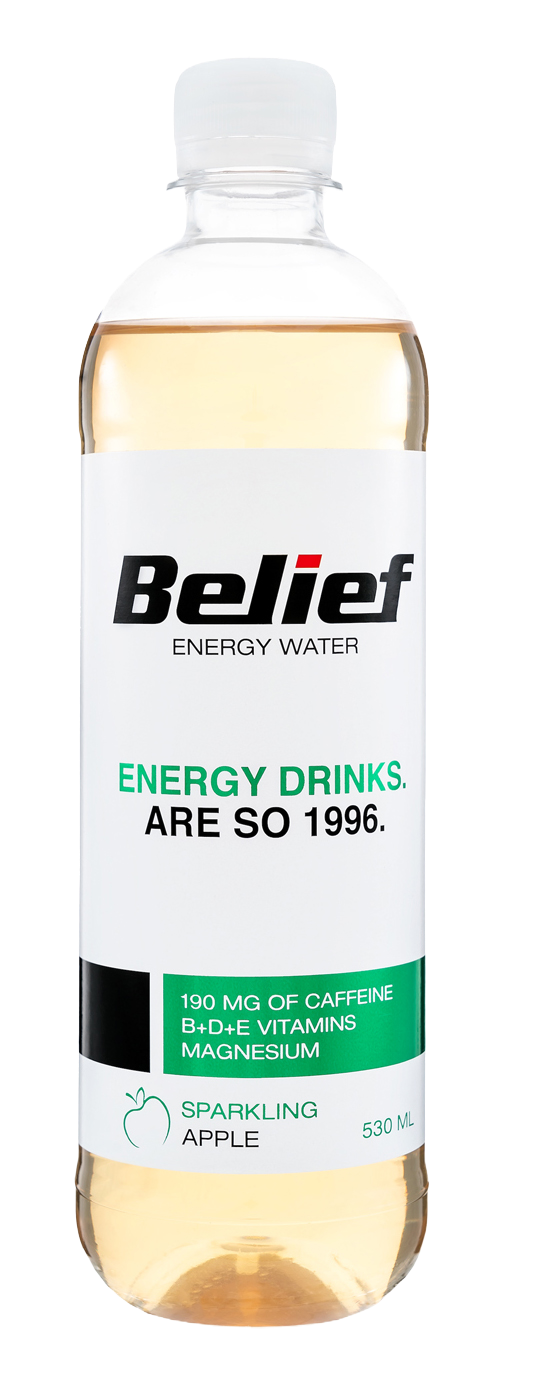 Belief
ENERGY WATER
ENERGY DRINKS.
ARE SO 1996.
190 MG OF CAFFEINE
B+D+E VITAMINS
MAGNESIUM
SPARKLING
APPLE
530 ML